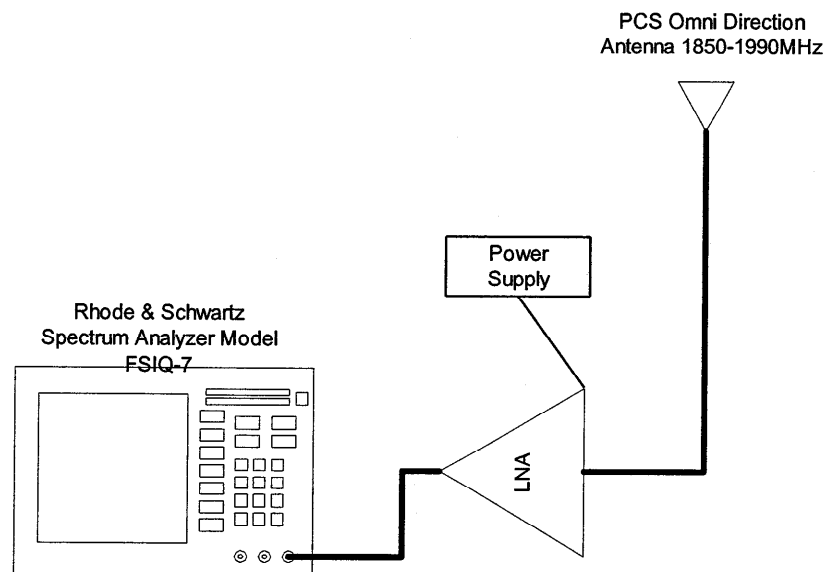 PCS Omni Direction
Antenna 1850-1990MHz
Power
Supply
Rhode & Schwartz
Spectrum Analyzer Model
FSIQ-7
LNA